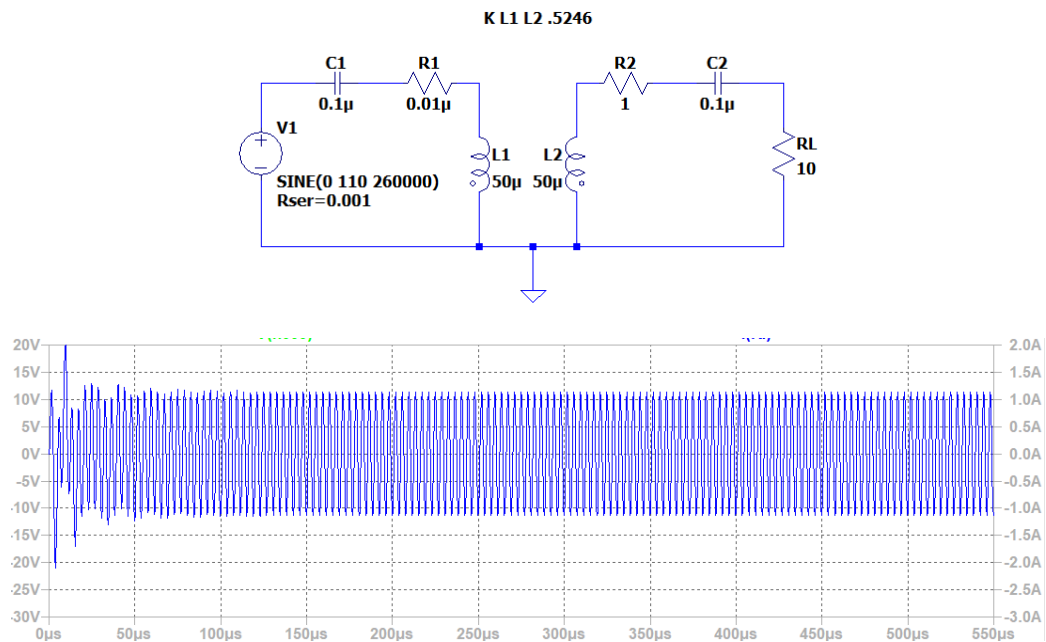 K L1 L2 .5246
C1
R1
R2
C2
0.1µ
0.01µ
1
0.1µ
V1
L1
L2
RL
50µ
50µ
10
SINE(0 110 260000)
Rser=0.001
20V
2.0A
15V
1.5A
10V
1.0A
5V
0.5A
0V
0.0A
-5V
-0.5A
-10V
-1.0A
-15V
-1.5A
-20V
-2.0A
-25V
-2.5A
-30V
-3.0A
0µs
50µs
100µs
150µs
200µs
250µs
300µs
350µs
400µs
450µs
500µs
550µs